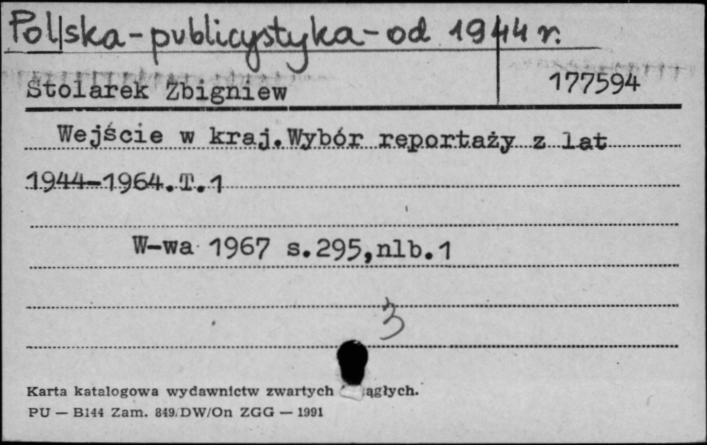 Polska - publicystyka - od 1944 r.
Stolarek Zbigniew 177594
Wejście w kraj. Wybór reportaży z lat
1944-1964. T.1
W-wa 1967 s.295,nlb.1
3
Karta katalogowa wydawnictw zwartych ągłych.
PU — B144 Zam. 849/DW/On ZGG — 1991